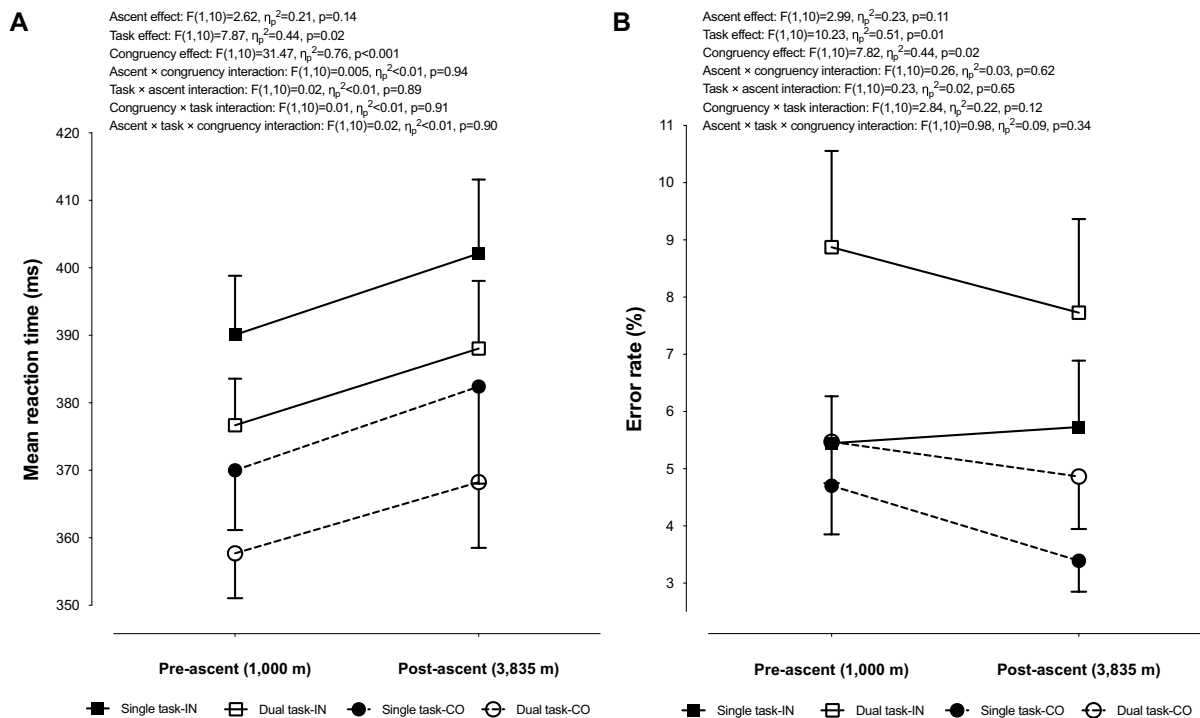 A
Ascent effect: F(1,10)=2.62, ηp²=0.21, p=0.14
Task effect: F(1,10)=7.87, ηp²=0.44, p=0.02
Congruency effect: F(1,10)=31.47, ηp²=0.76, p<0.001
Ascent × congruency interaction: F(1,10)=0.005, ηp²<0.01, p=0.94
Task × ascent interaction: F(1,10)=0.02, ηp²<0.01, p=0.89
Congruency × task interaction: F(1,10)=0.01, ηp²<0.01, p=0.91
Ascent × task × congruency interaction: F(1,10)=0.02, ηp²<0.01, p=0.90
420
410
400
390
380
370
360
350
Mean reaction time (ms)
Pre-ascent (1,000 m) Post-ascent (3,835 m)
Single task-IN Dual task-IN Single task-CO Dual task-CO
B
Ascent effect: F(1,10)=2.99, ηp²=0.23, p=0.11
Task effect: F(1,10)=10.23, ηp²=0.51, p=0.01
Congruency effect: F(1,10)=7.82, ηp²=0.44, p=0.02
Ascent × congruency interaction: F(1,10)=0.26, ηp²=0.03, p=0.62
Task × ascent interaction: F(1,10)=0.23, ηp²=0.02, p=0.65
Congruency × task interaction: F(1,10)=2.84, ηp²=0.22, p=0.12
Ascent × task × congruency interaction: F(1,10)=0.98, ηp²=0.09, p=0.34
11
10
9
8
7
6
5
4
3
Error rate (%)
Pre-ascent (1,000 m) Post-ascent (3,835 m)
Single task-IN Dual task-IN Single task-CO Dual task-CO